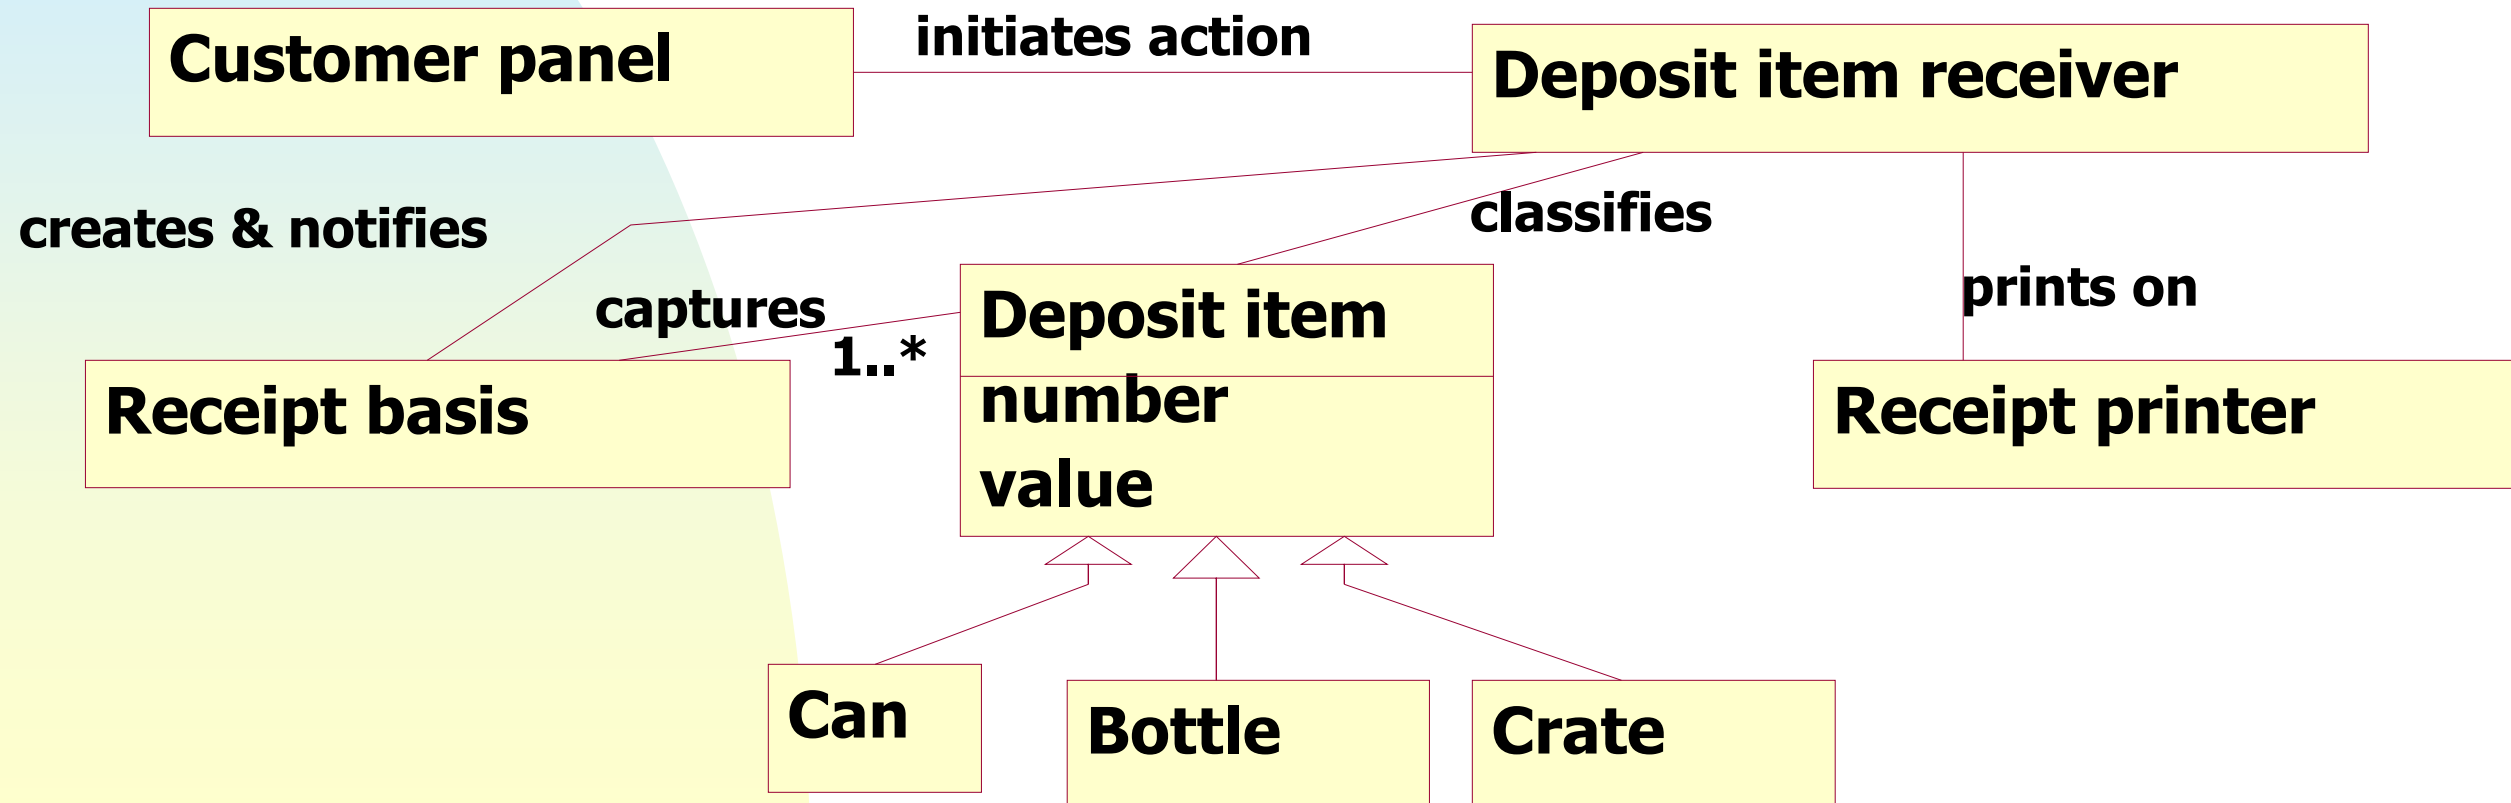 Customer panel
initiates action
Deposit item receiver
creates & notifies
classifies
captures
prints on
1..*
Deposit item
number
value
Receipt basis
Receipt printer
Can
Bottle
Crate